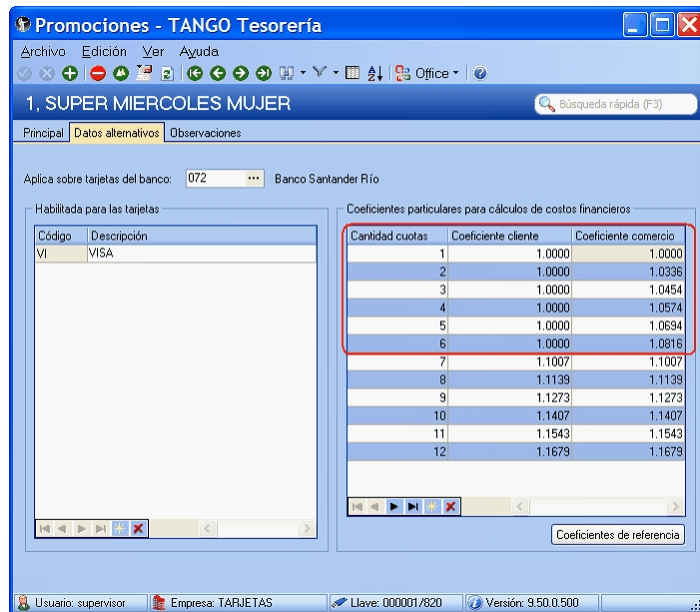 Promociones - TANGO Tesorería
Archivo Edición Ver Ayuda
Office
1, SUPER MIERCOLES MUJER
Búsqueda rápida (F3)
Principal Datos alternativos Observaciones
Aplica sobre tarjetas del banco: 072 ... Banco Santander Río
Habilitada para las tarjetas
Código Descripción
VI VISA
Coeficientes particulares para cálculos de costos financieros
Cantidad cuotas Coeficiente cliente Coeficiente comercio
1 1.0000 1.0000
2 1.0000 1.0336
3 1.0000 1.0454
4 1.0000 1.0574
5 1.0000 1.0694
6 1.0000 1.0816
7 1.1007 1.1007
8 1.1139 1.1139
9 1.1273 1.1273
10 1.1407 1.1407
11 1.1543 1.1543
12 1.1679 1.1679
Coeficientes de referencia
Usuario: supervisor Empresa: TARJETAS Llave: 000001/820 Versión: 9.50.0.500